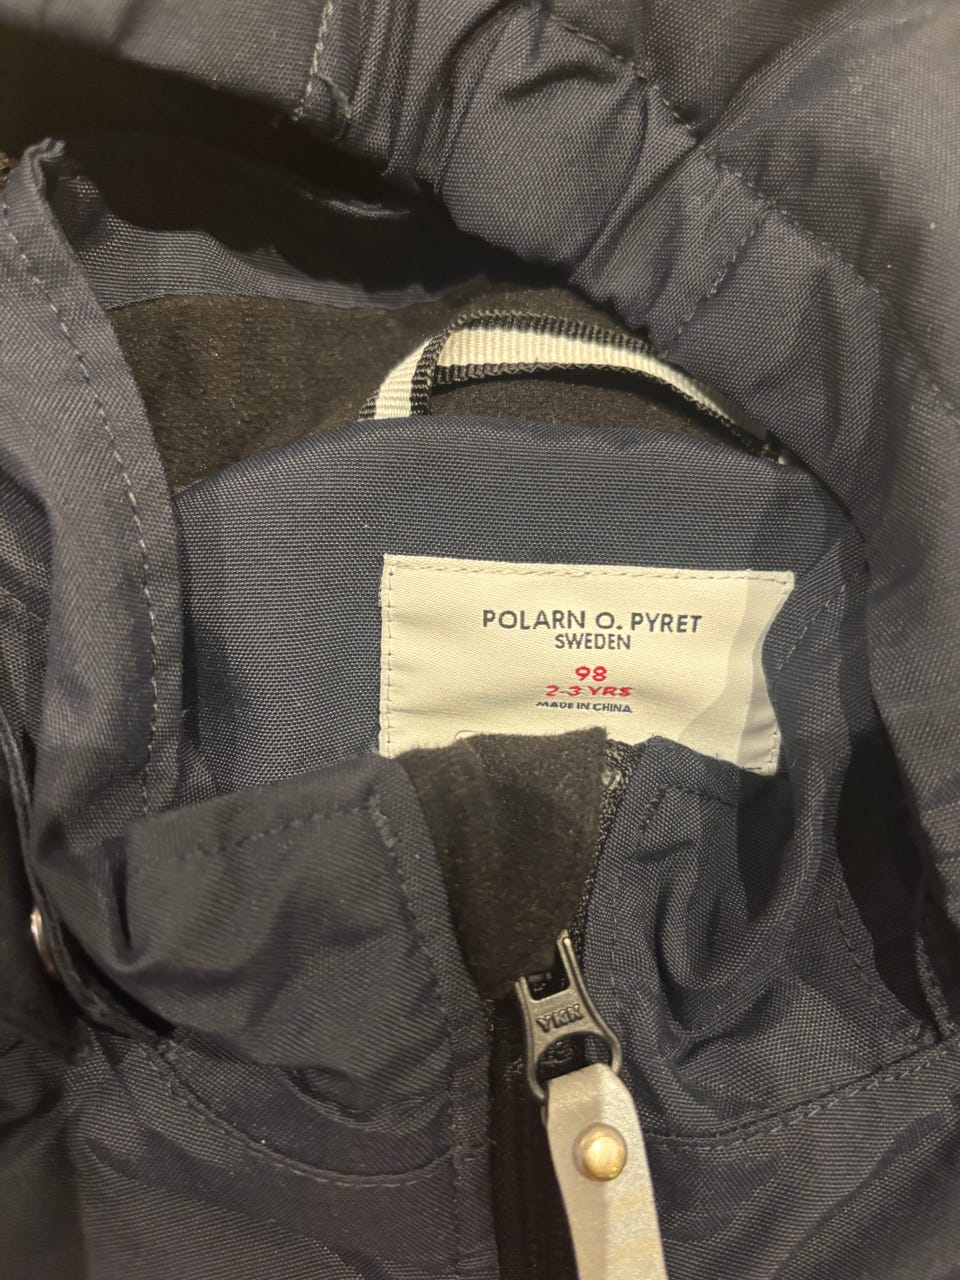 POLARN O. PYRET
SWEDEN
98
2-3 YRS
MADE IN CHINA
YKK